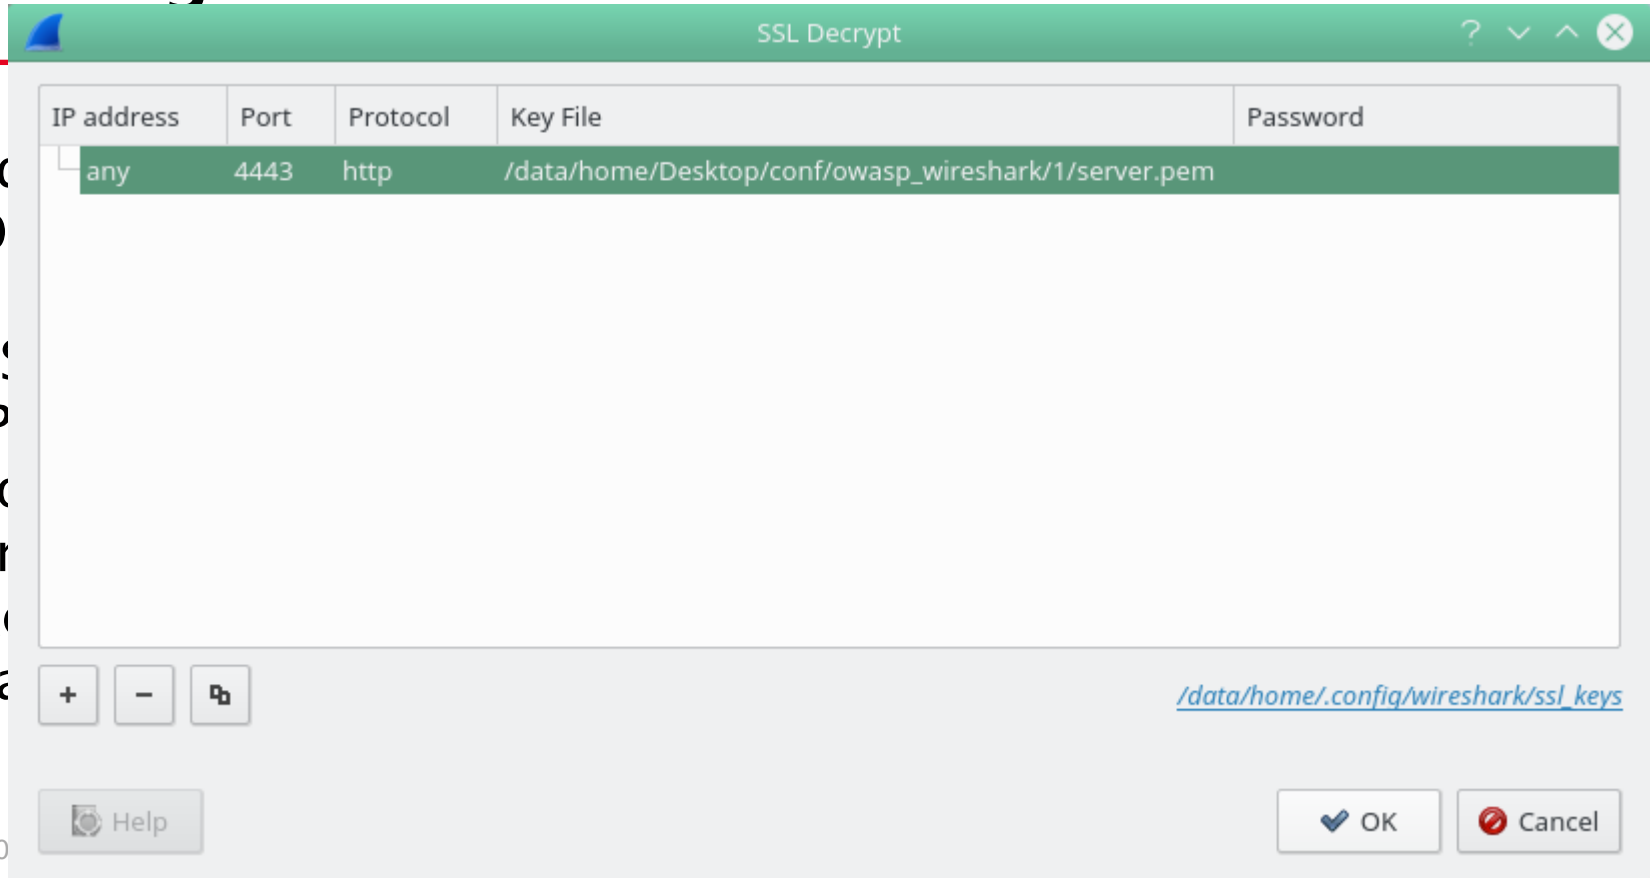 SSL Decrypt
IP address Port Protocol Key File Password
any 4443 http /data/home/Desktop/conf/owasp_wireshark/1/server.pem
/data/home/.config/wireshark/ssl_keys
Help OK Cancel